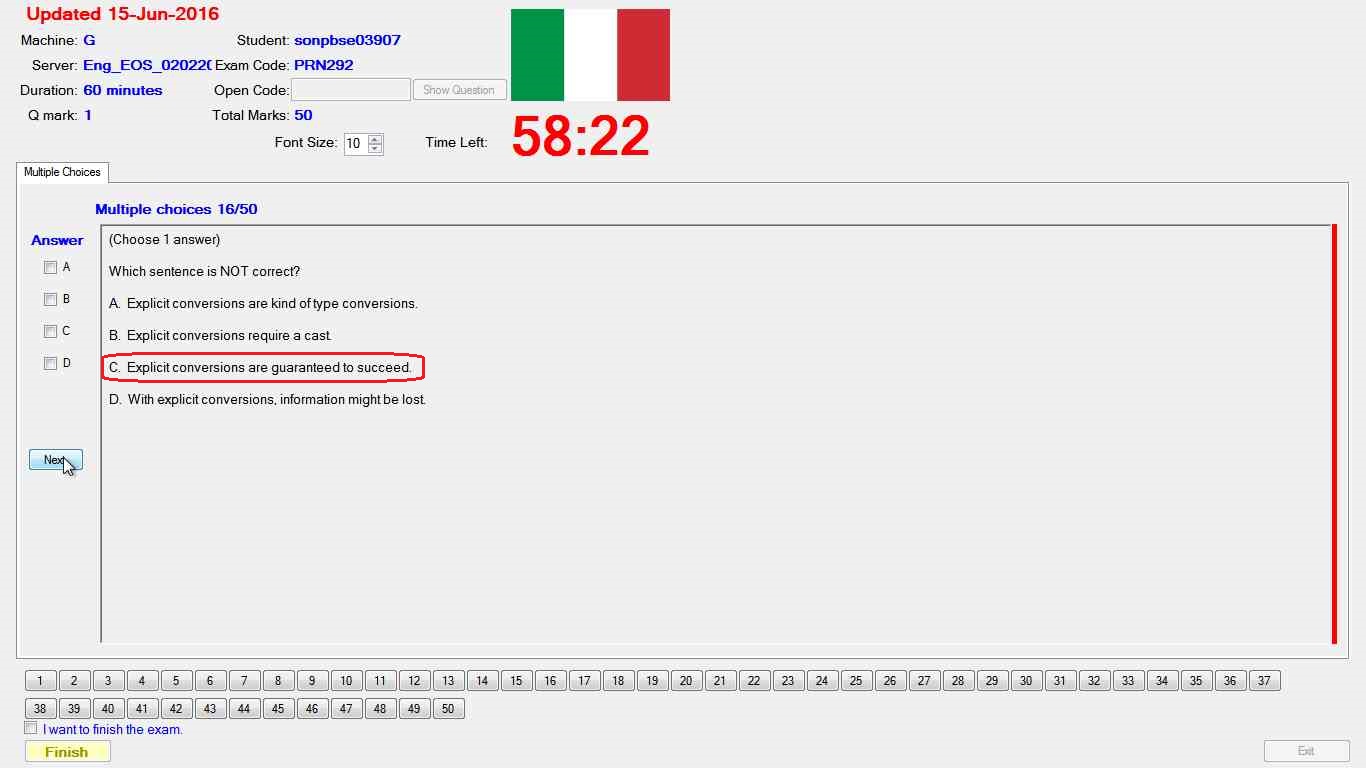 Updated 15-Jun-2016
Machine: G Student: sonpbse03907
Server: Eng_EOS_02022 Exam Code: PRN292
Duration: 60 minutes Open Code: Show Question
Q mark: 1 Total Marks: 50
Font Size: 10 Time Left: 58:22
Multiple Choices
Multiple choices 16/50
Answer
A
B
C
D
(Choose 1 answer)
Which sentence is NOT correct?
A. Explicit conversions are kind of type conversions.
B. Explicit conversions require a cast.
C. Explicit conversions are guaranteed to succeed.
D. With explicit conversions, information might be lost.
Next
1 2 3 4 5 6 7 8 9 10 11 12 13 14 15 16 17 18 19 20 21 22 23 24 25 26 27 28 29 30 31 32 33 34 35 36 37
38 39 40 41 42 43 44 45 46 47 48 49 50
I want to finish the exam.
Finish Exit